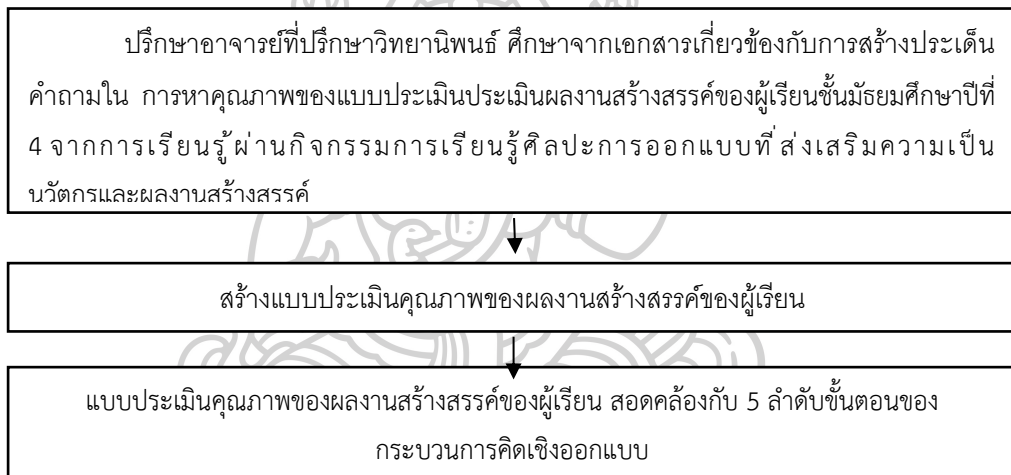 ปรึกษาอาจารย์ที่ปรึกษาวิทยานิพนธ์ ศึกษาจากเอกสารเกี่ยวข้องกับการสร้างประเด็น
คำถามใน การหาคุณภาพของแบบประเมินประเมินผลงานสร้างสรรค์ของผู้เรียนชั้นมัธยมศึกษาปีที่
4 จากการเรียนรู้ผ่านกิจกรรมการเรียนรู้ศิลปะการออกแบบที่ส่งเสริมความเป็น
นวัตกรและผลงานสร้างสรรค์
สร้างแบบประเมินคุณภาพของผลงานสร้างสรรค์ของผู้เรียน
แบบประเมินคุณภาพของผลงานสร้างสรรค์ของผู้เรียน สอดคล้องกับ 5 ลำดับขั้นตอนของ
กระบวนการคิดเชิงออกแบบ